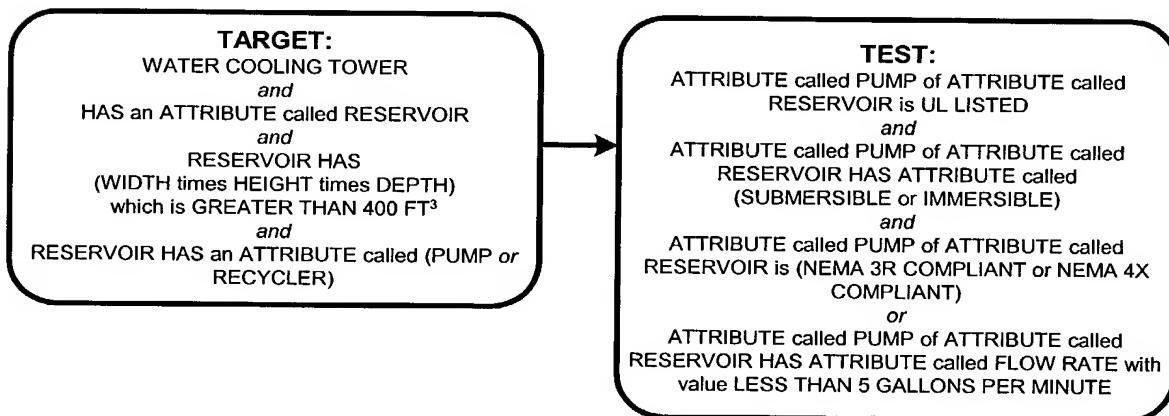 TARGET:
WATER COOLING TOWER
and
HAS an ATTRIBUTE called RESERVOIR
and
RESERVOIR HAS
(WIDTH times HEIGHT times DEPTH)
which is GREATER THAN 400 FT³
and
RESERVOIR HAS an ATTRIBUTE called (PUMP or
RECYCLER)
TEST:
ATTRIBUTE called PUMP of ATTRIBUTE called
RESERVOIR is UL LISTED
and
ATTRIBUTE called PUMP of ATTRIBUTE called
RESERVOIR HAS ATTRIBUTE called
(SUBMERSIBLE or IMMERSIBLE)
and
ATTRIBUTE called PUMP of ATTRIBUTE called
RESERVOIR is (NEMA 3R COMPLIANT or NEMA 4X
COMPLIANT)
or
ATTRIBUTE called PUMP of ATTRIBUTE called
RESERVOIR HAS ATTRIBUTE called FLOW RATE with
value LESS THAN 5 GALLONS PER MINUTE